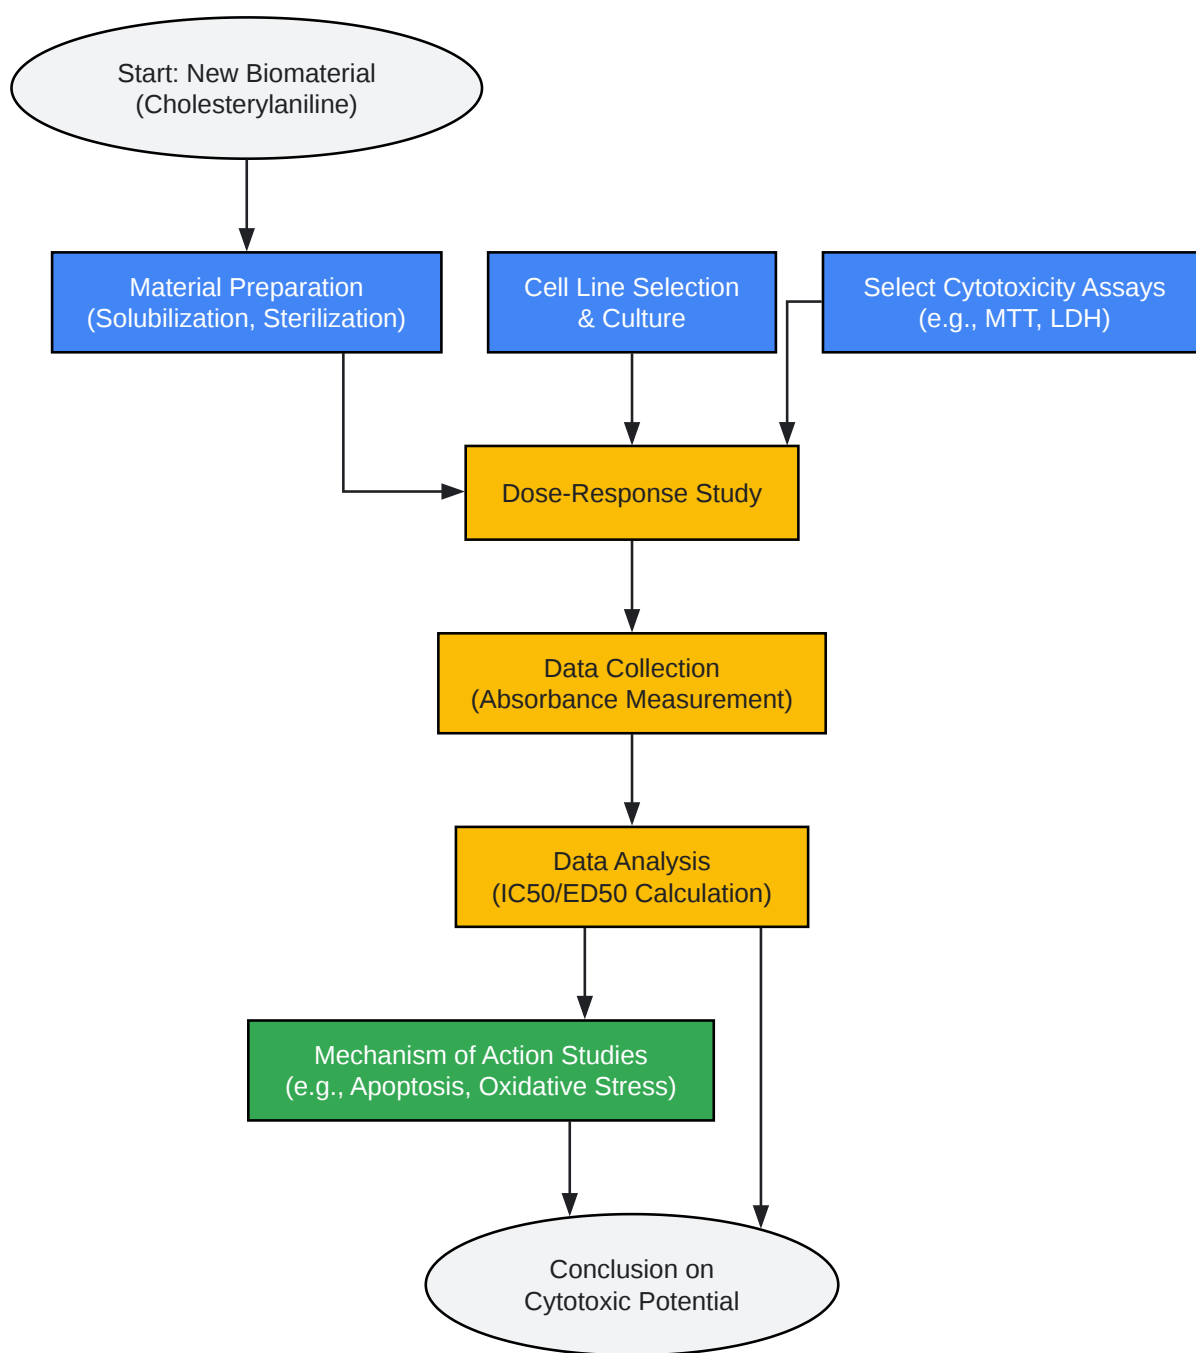 Start: New Biomaterial
(Cholesterylaniline)
Material Preparation
(Solubilization, Sterilization)
Cell Line Selection
& Culture
Select Cytotoxicity Assays
(e.g., MTT, LDH)
Dose-Response Study
Data Collection
(Absorbance Measurement)
Data Analysis
(IC50/ED50 Calculation)
Mechanism of Action Studies
(e.g., Apoptosis, Oxidative Stress)
Conclusion on
Cytotoxic Potential